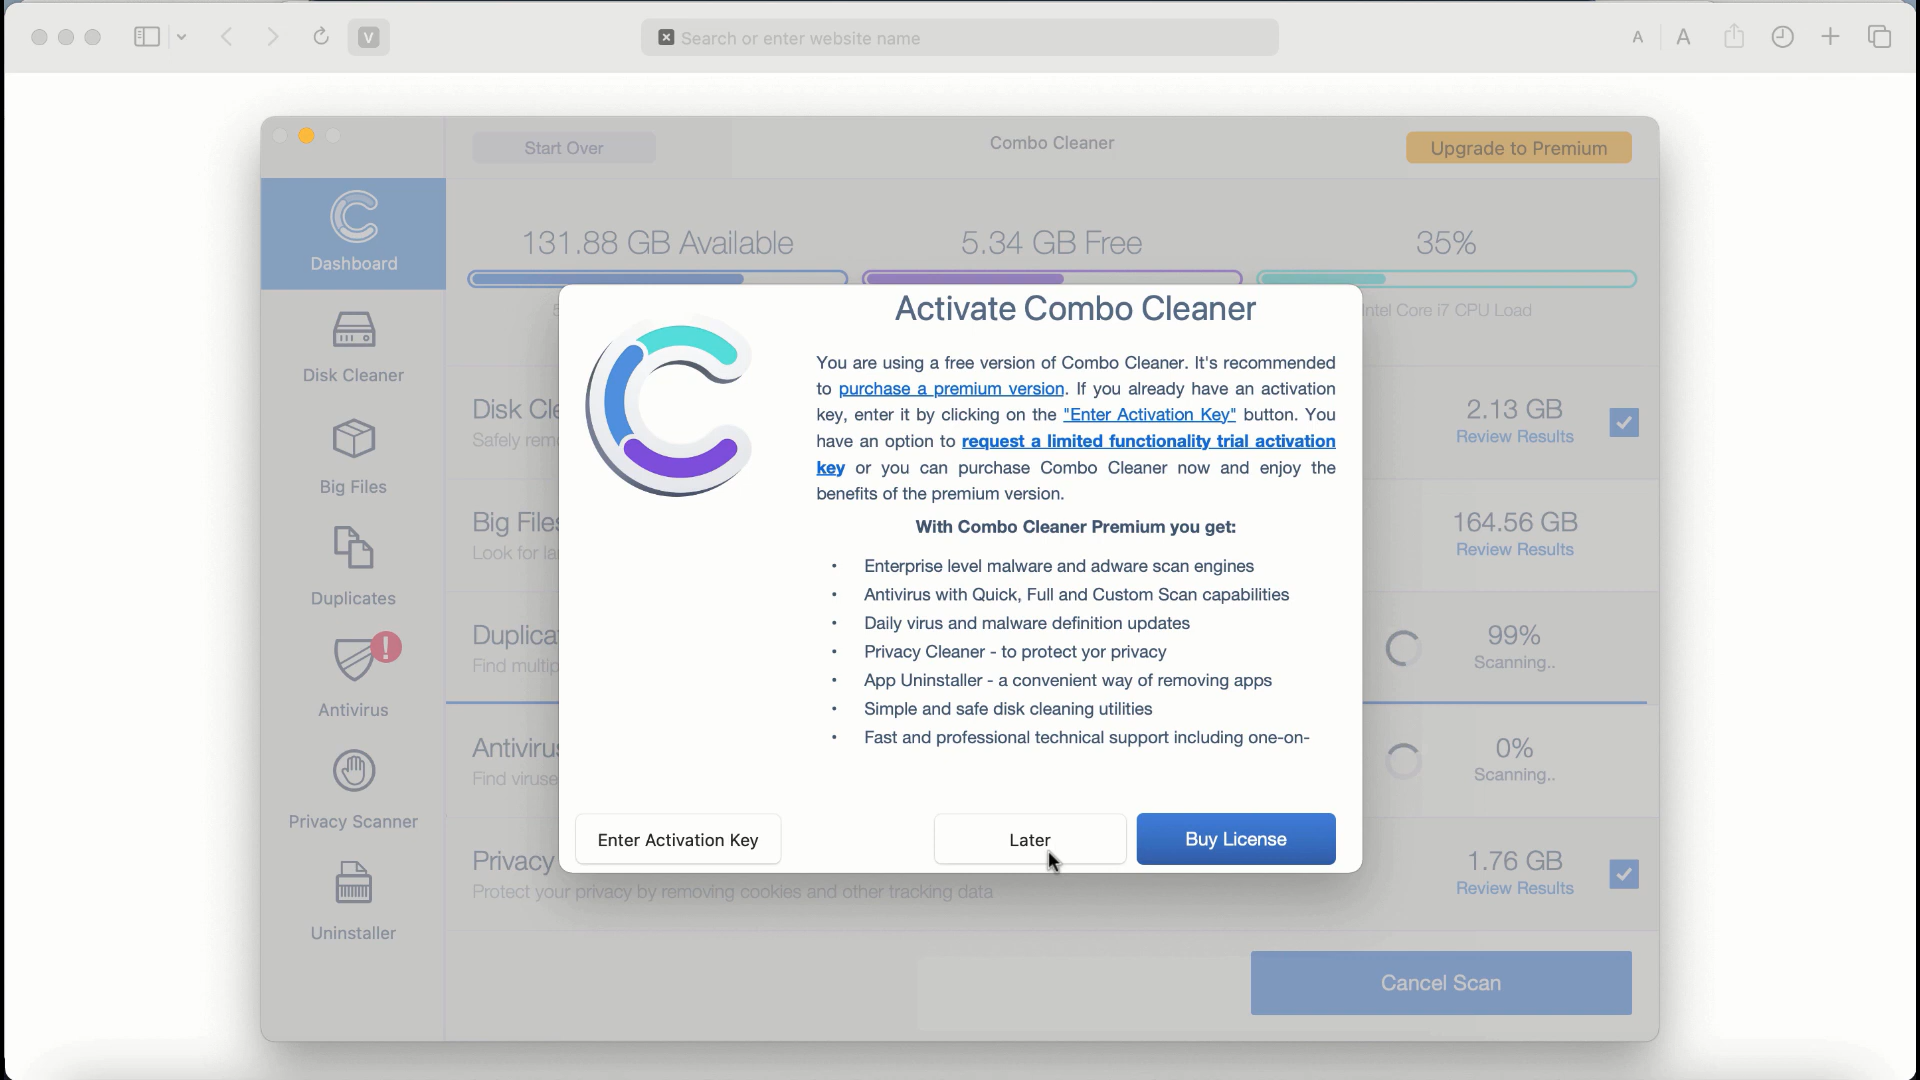 V
Search or enter website name
A
A
Start Over
Combo Cleaner
Upgrade to Premium
Dashboard
Disk Cleaner
Big Files
Duplicates
Antivirus
Privacy Scanner
Uninstaller
131.88 GB Available
5.34 GB Free
35%
Intel Core i7 CPU Load
Disk Cle
Safely rem
2.13 GB
Review Results
Big Files
Look for la
164.56 GB
Review Results
Duplica
Find multip
99%
Scanning..
Antivirus
Find viruse
0%
Scanning..
Privacy
Protect your privacy by removing cookies and other tracking data
1.76 GB
Review Results
Cancel Scan
Activate Combo Cleaner
You are using a free version of Combo Cleaner. It's recommended
to purchase a premium version. If you already have an activation
key, enter it by clicking on the "Enter Activation Key" button. You
have an option to request a limited functionality trial activation
key or you can purchase Combo Cleaner now and enjoy the
benefits of the premium version.
With Combo Cleaner Premium you get:
• Enterprise level malware and adware scan engines
• Antivirus with Quick, Full and Custom Scan capabilities
• Daily virus and malware definition updates
• Privacy Cleaner - to protect yor privacy
• App Uninstaller - a convenient way of removing apps
• Simple and safe disk cleaning utilities
• Fast and professional technical support including one-on-
Enter Activation Key
Later
Buy License